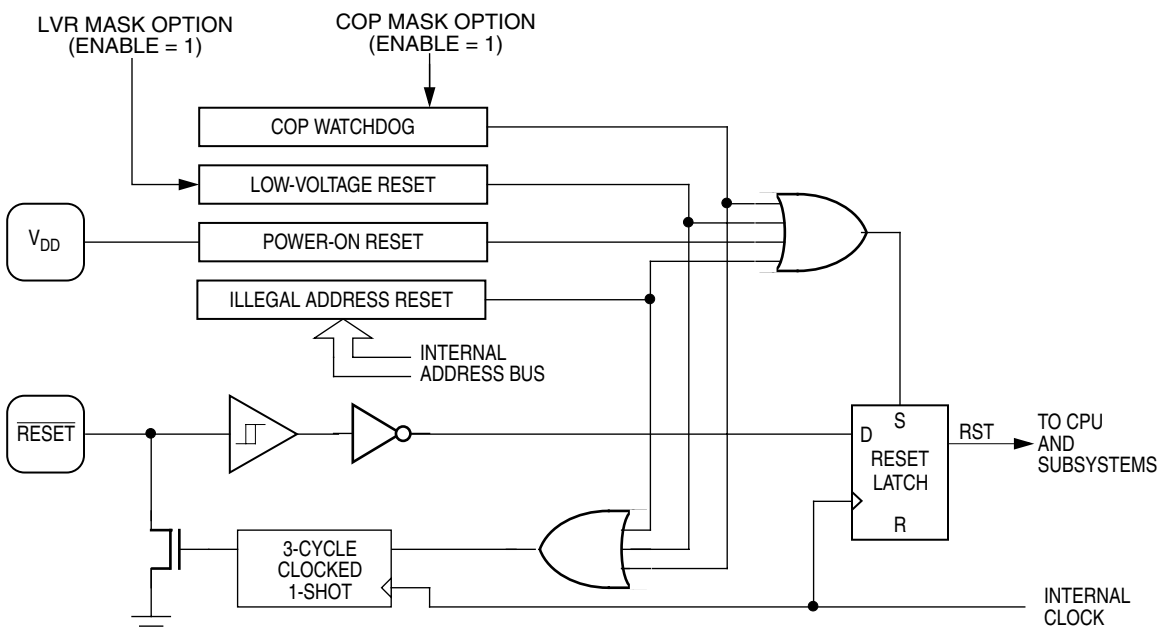 LVR MASK OPTION
(ENABLE = 1)
COP MASK OPTION
(ENABLE = 1)
COP WATCHDOG
LOW-VOLTAGE RESET
VDD
POWER-ON RESET
ILLEGAL ADDRESS RESET
INTERNAL
ADDRESS BUS
RESET
D
S
RESET
LATCH
R
RST
TO CPU
AND
SUBSYSTEMS
3-CYCLE
CLOCKED
1-SHOT
INTERNAL
CLOCK